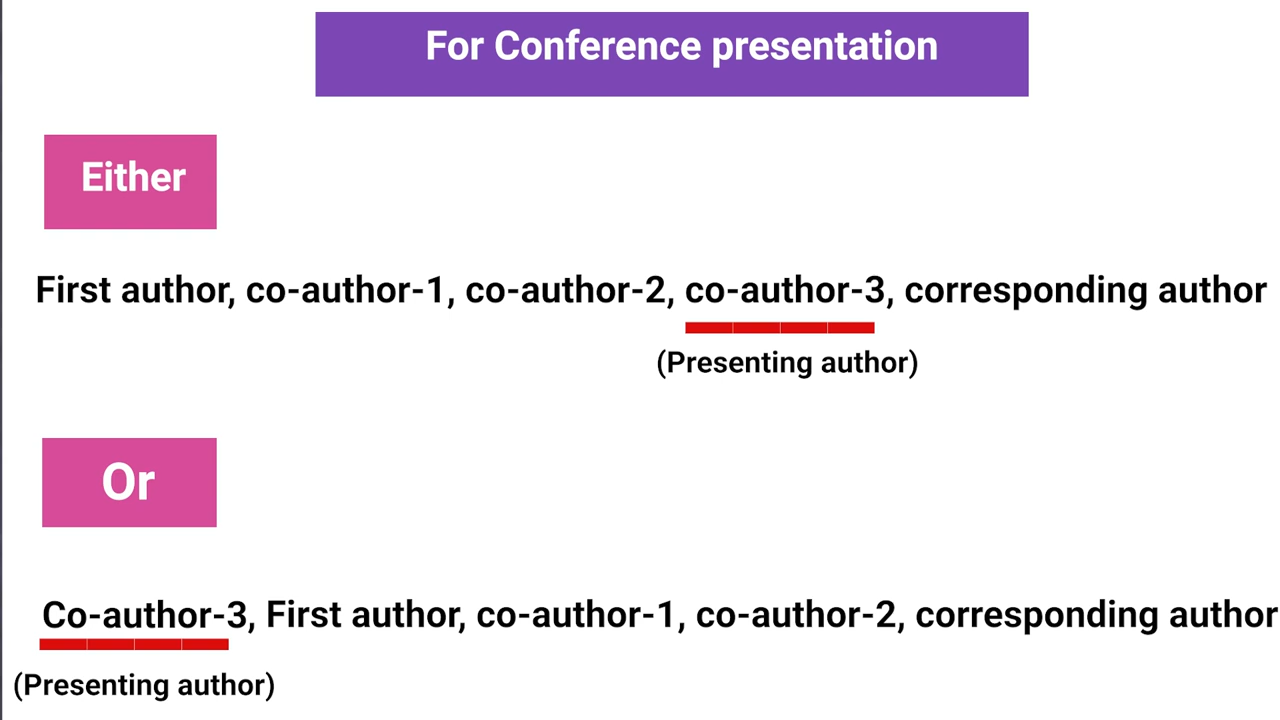 For Conference presentation
Either
First author, co-author-1, co-author-2, co-author-3, corresponding author
(Presenting author)
Or
Co-author-3, First author, co-author-1, co-author-2, corresponding author
(Presenting author)